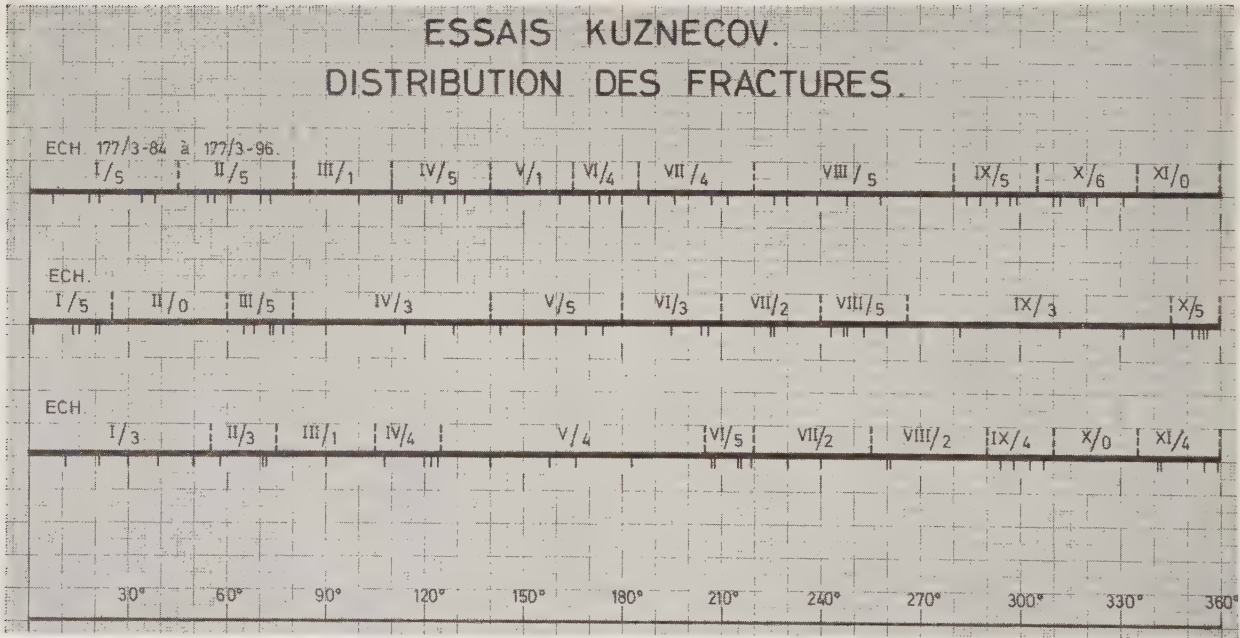 ESSAIS KUZNECOV.
DISTRIBUTION DES FRACTURES.
ECH. 177/3-84 à 177/3-96.
I/5 II/5 III/1 IV/5 V/1 VI/4 VII/4 VIII/5 IX/5 X/6 XI/0
ECH.
I/5 II/0 III/5 IV/3 V/5 VI/3 VII/2 VIII/5 IX/3 X/5
ECH.
I/3 II/3 III/1 IV/4 V/4 VI/5 VII/2 VIII/2 IX/4 X/0 XI/4
30° 60° 90° 120° 150° 180° 210° 240° 270° 300° 330° 360°